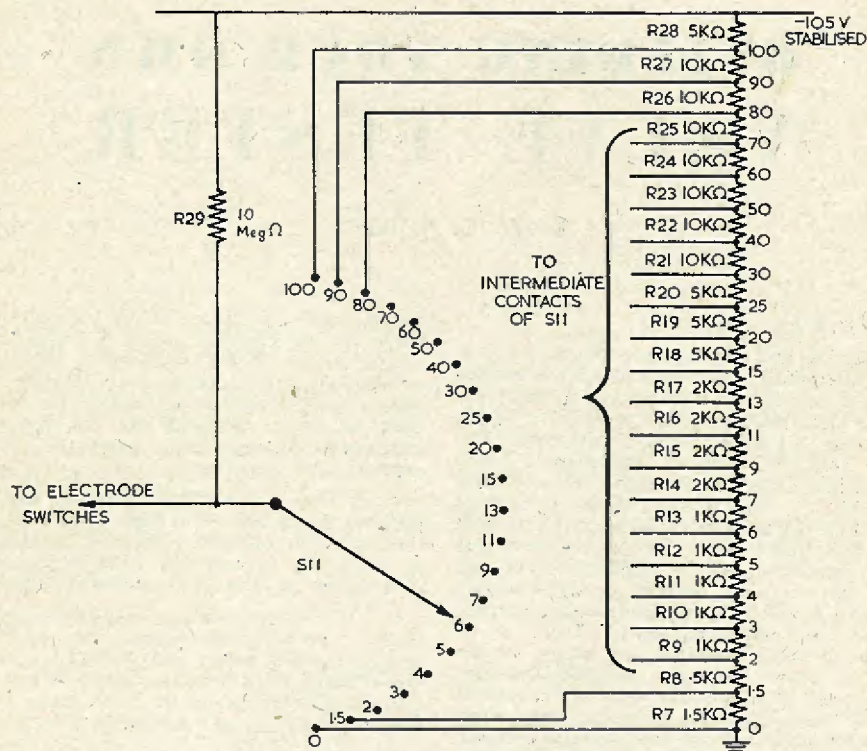 -105 V
STABILISED
R28 5KΩ
100
R27 10KΩ
90
R26 10KΩ
80
R25 10KΩ
70
R24 10KΩ
60
R23 10KΩ
50
R22 10KΩ
40
R21 10KΩ
30
R20 5KΩ
25
R19 5KΩ
20
R18 5KΩ
15
R17 2KΩ
13
R16 2KΩ
11
R15 2KΩ
9
R14 2KΩ
7
R13 1KΩ
6
R12 1KΩ
5
R11 1KΩ
4
R10 1KΩ
3
R9 1KΩ
2
R8 .5KΩ
1.5
R7 1.5KΩ
0
R29
10
MegΩ
TO
INTERMEDIATE
CONTACTS
OF S11
100
90
80
70
60
50
40
30
25
20
15
13
11
9
7
6
5
4
3
2
1.5
0
TO ELECTRODE
SWITCHES
S11